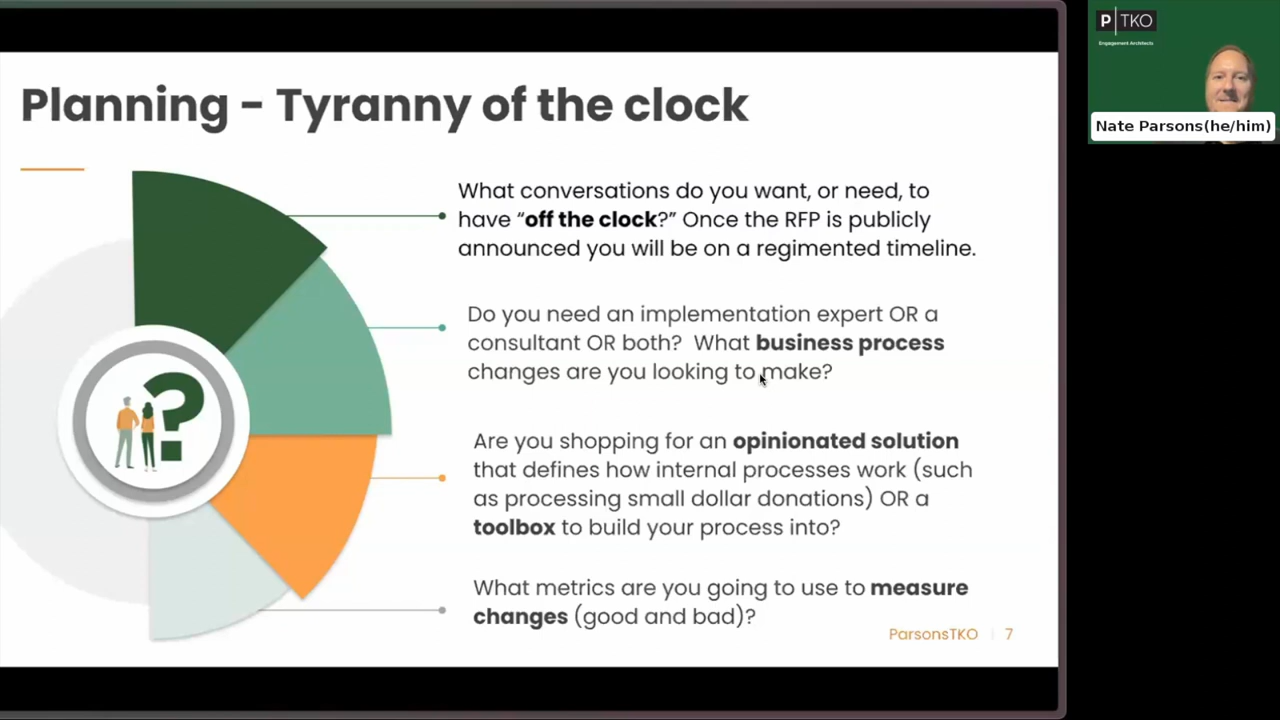 Planning - Tyranny of the clock
What conversations do you want, or need, to
have “off the clock?” Once the RFP is publicly
announced you will be on a regimented timeline.
Do you need an implementation expert OR a
consultant OR both?  What business process
changes are you looking to make?
Are you shopping for an opinionated solution
that defines how internal processes work (such
as processing small dollar donations) OR a
toolbox to build your process into?
What metrics are you going to use to measure
changes (good and bad)?
ParsonsTKO | 7
?
P|TKO
Engagement Architects
Nate Parsons(he/him)